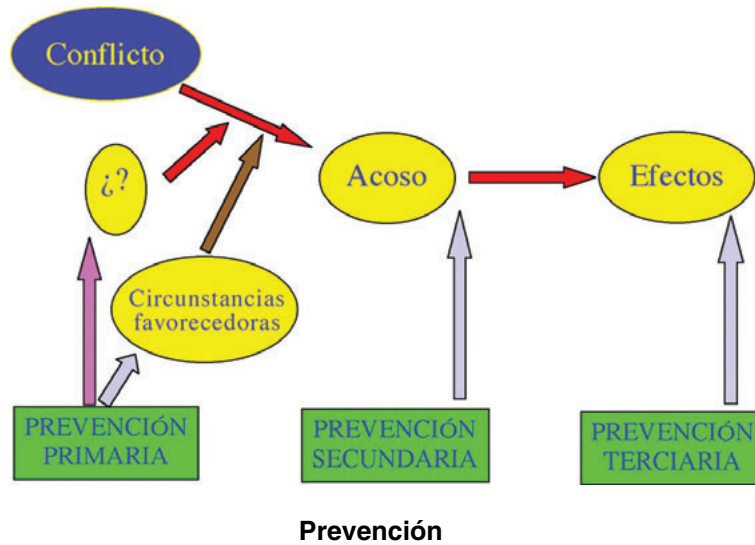 Conflicto
¿?
Acoso
Efectos
Circunstancias
favorecedoras
PREVENCIÓN
PRIMARIA
PREVENCIÓN
SECUNDARIA
PREVENCIÓN
TERCIARIA
Prevención